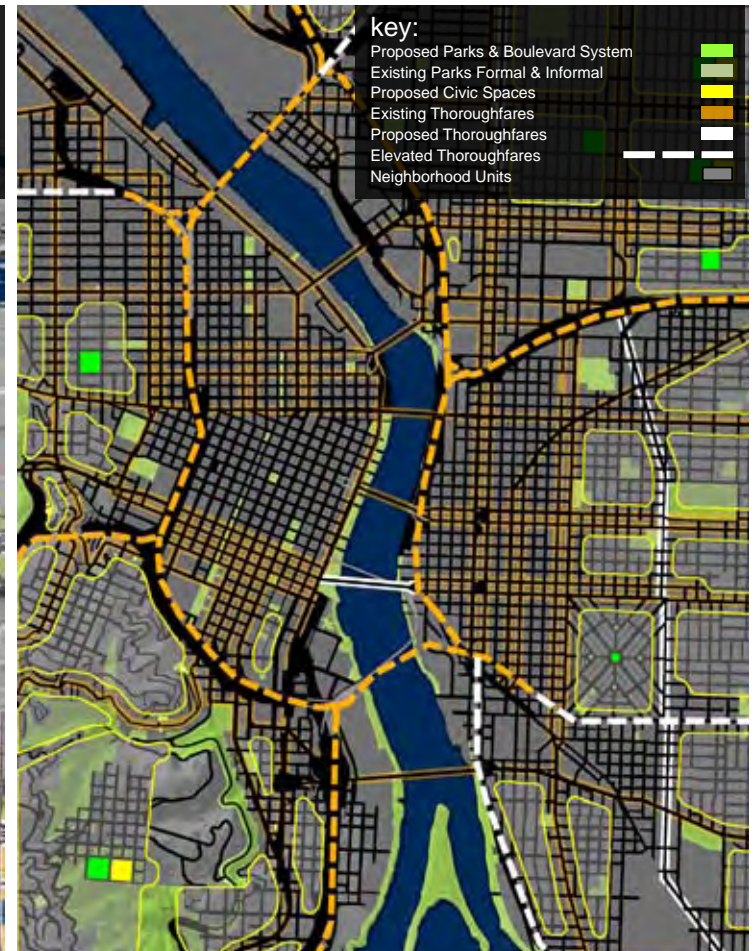 key:
Proposed Parks & Boulevard System
Existing Parks Formal & Informal
Proposed Civic Spaces
Existing Thoroughfares
Proposed Thoroughfares
Elevated Thoroughfares
Neighborhood Units